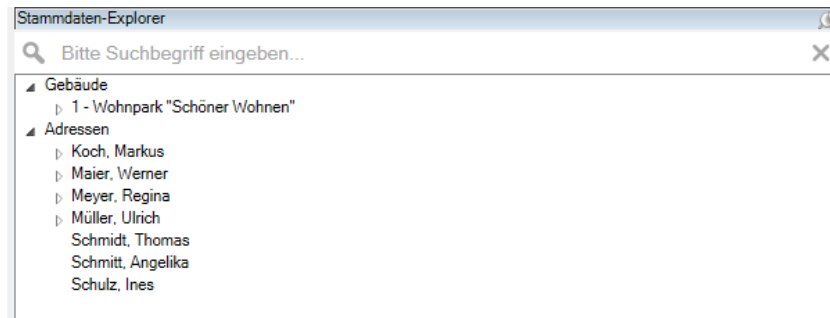 Stammdaten-Explorer
Bitte Suchbegriff eingeben...
Gebäude
1 - Wohnpark "Schöner Wohnen"
Adressen
Koch, Markus
Maier, Werner
Meyer, Regina
Müller, Ulrich
Schmidt, Thomas
Schmitt, Angelika
Schulz, Ines